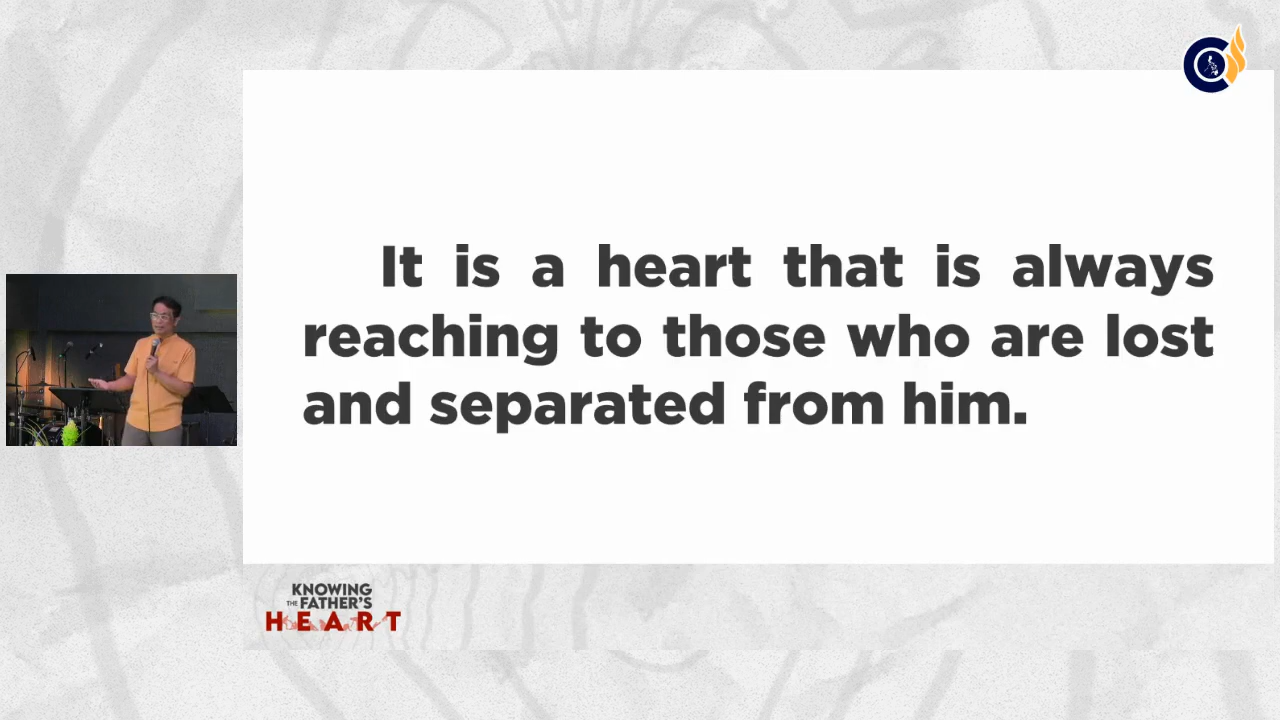 It is a heart that is always
reaching to those who are lost
and separated from him.
KNOWING
THE FATHER'S
HEART